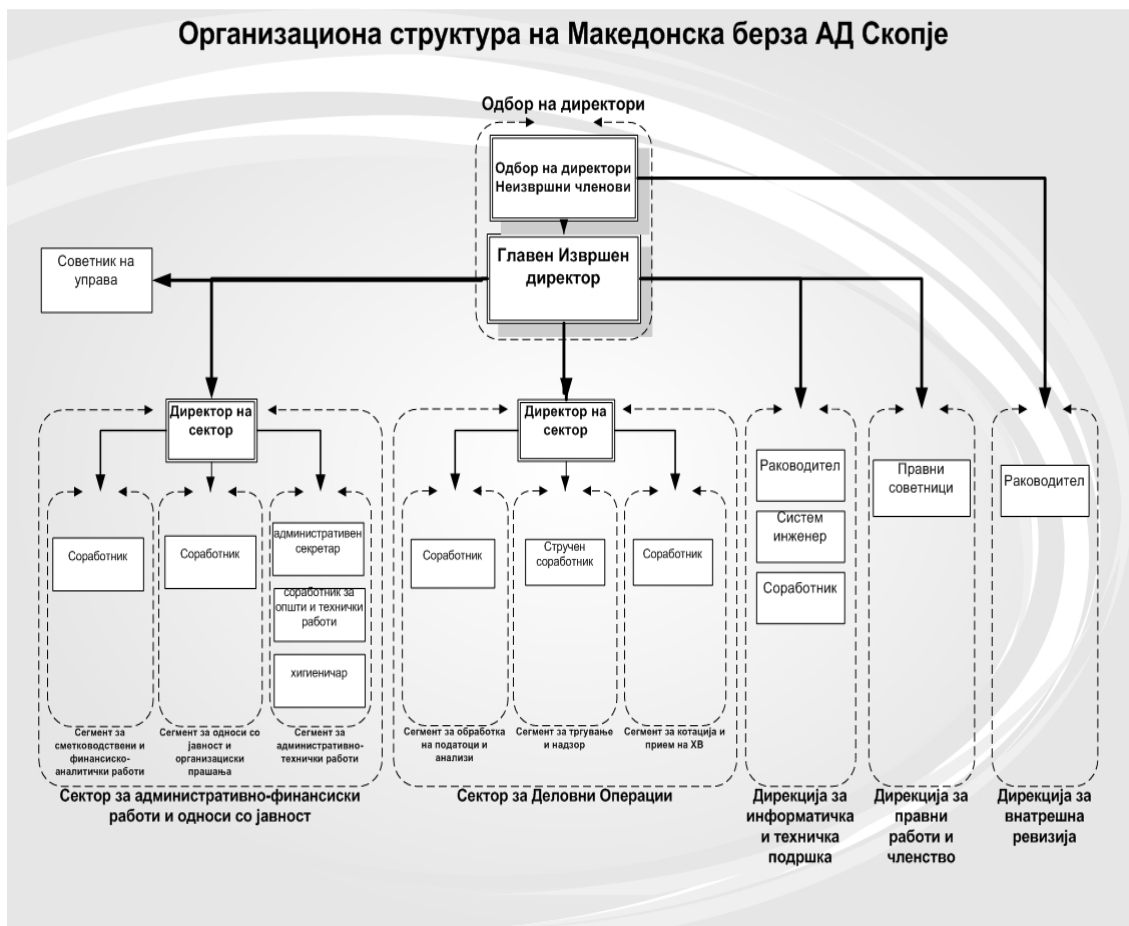 Организациона структура на Македонска берза АД Скопје
Одбор на директори
Одбор на директори
Неизвршни членови
Главен Извршен
директор
Советник на
управа
Директор на
сектор
Директор на
сектор
Раководител
Систем
инженер
Соработник
Правни
советници
Раководител
Соработник
Соработник
административен
секретар
соработник за
општи и технички
работи
хигиеничар
Соработник
Стручен
соработник
Соработник
Сегмент за
сметководствени и
финансиско-
аналитички работи
Сегмент за односи со
јавност и
организациски
прашања
Сегмент за
административно-
технички работи
Сегмент за обработка
на податоци и
анализи
Сегмент за тргување
и надзор
Сегмент за котација и
прием на ХВ
Сектор за административно-финансиски
работи и односи со јавност
Сектор за Деловни Операции
Дирекција за
информатичка
и техничка
подршка
Дирекција за
правни
работи и
членство
Дирекција за
внатрешна
ревизија